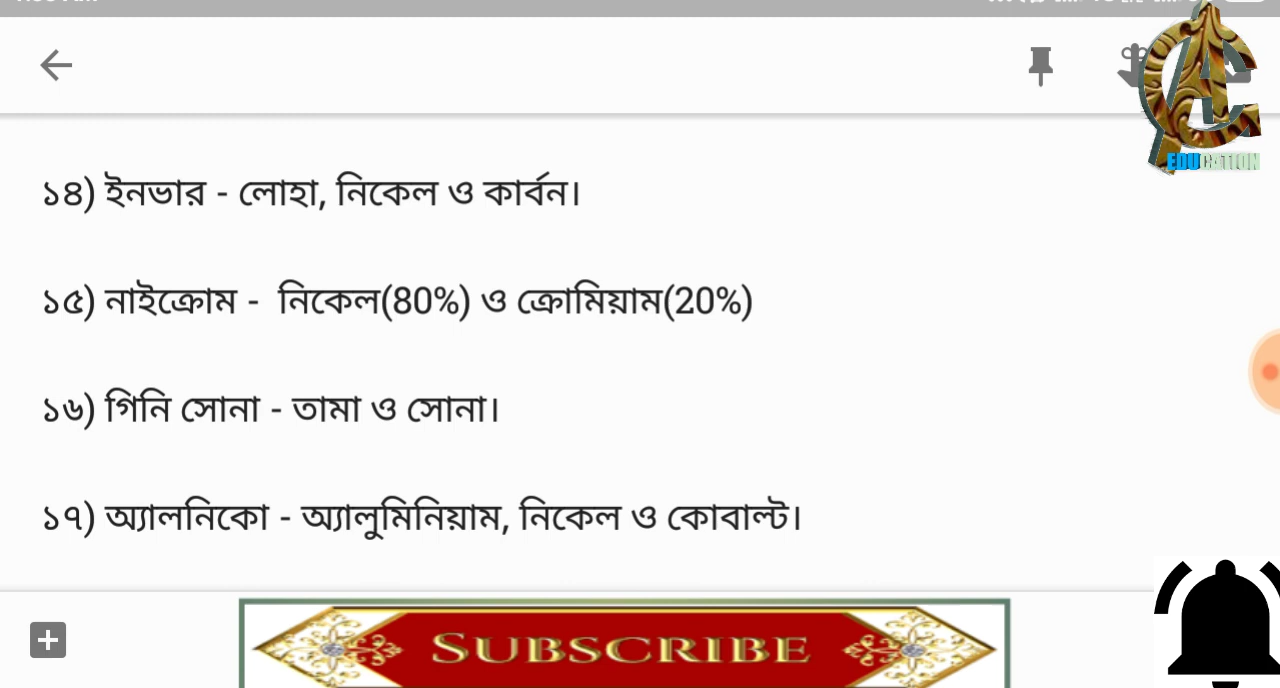 ১৪) ইনভার - লোহা, নিকেল ও কার্বন।
১৫) নাইক্রোম - নিকেল(80%) ও ক্রোমিয়াম(20%)
১৬) গিনি সোনা - তামা ও সোনা।
১৭) অ্যালনিকো - অ্যালুমিনিয়াম, নিকেল ও কোবাল্ট।
EDUCATION
SUBSCRIBE